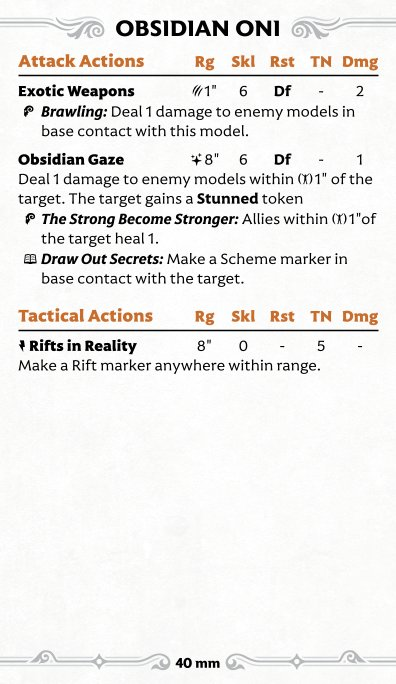 OBSIDIAN ONI
Attack Actions Rg Skl Rst TN Dmg
Exotic Weapons 1" 6 Df - 2
Brawling: Deal 1 damage to enemy models in
base contact with this model.
Obsidian Gaze 8" 6 Df - 1
Deal 1 damage to enemy models within 1" of the
target. The target gains a Stunned token
The Strong Become Stronger: Allies within 1"of
the target heal 1.
Draw Out Secrets: Make a Scheme marker in
base contact with the target.
Tactical Actions Rg Skl Rst TN Dmg
Rifts in Reality 8" 0 - 5 -
Make a Rift marker anywhere within range.
40 mm